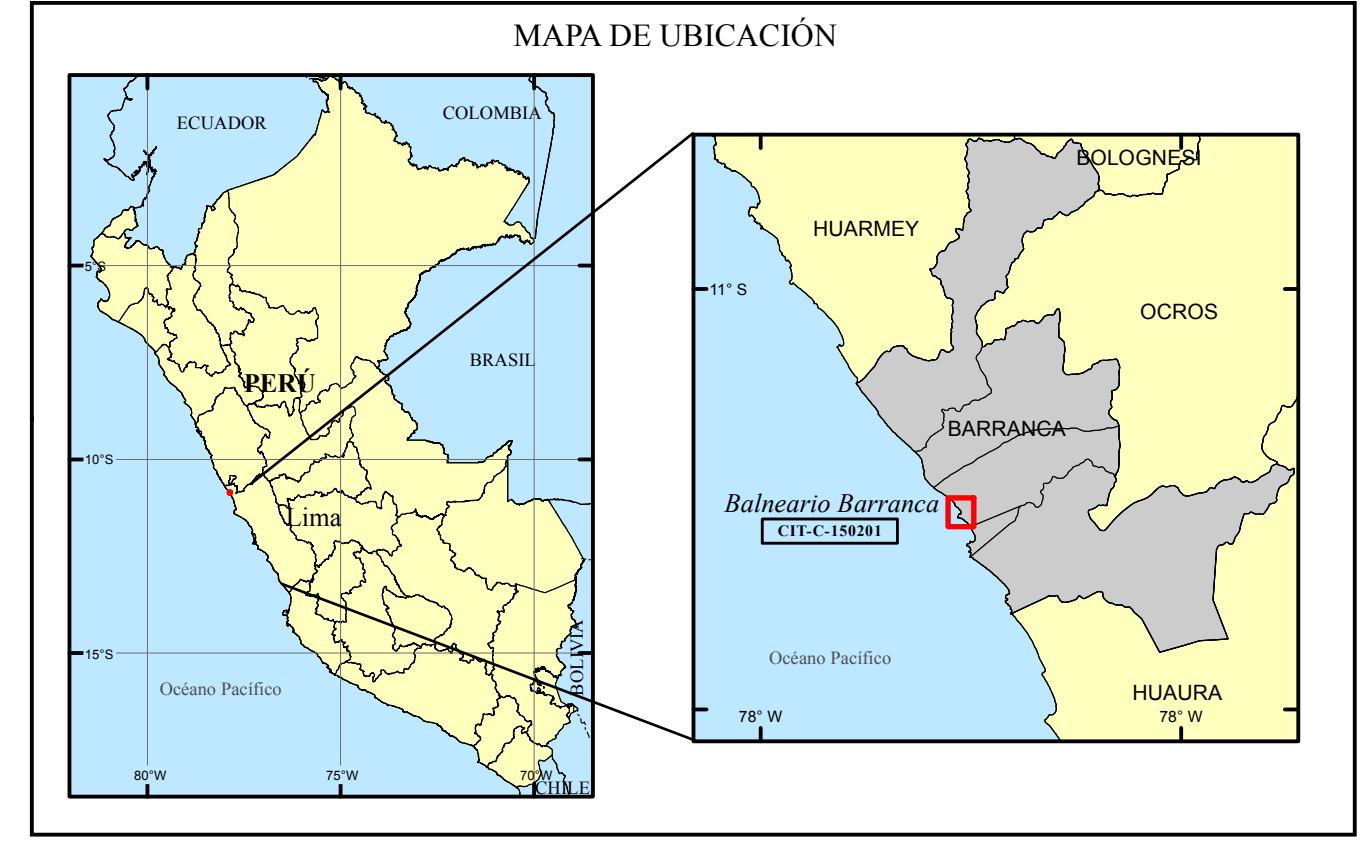 MAPA DE UBICACIÓN
ECUADOR
COLOMBIA
5°S
BRASIL
PERÚ
10°S
Lima
BOLIVIA
15°S
Océano Pacífico
80°W
75°W
70°W
CHILE
BOLOGNESI
HUARMEY
11° S
OCROS
BARRANCA
Balneario Barranca
CIT-C-150201
Océano Pacífico
HUAURA
78° W
78° W